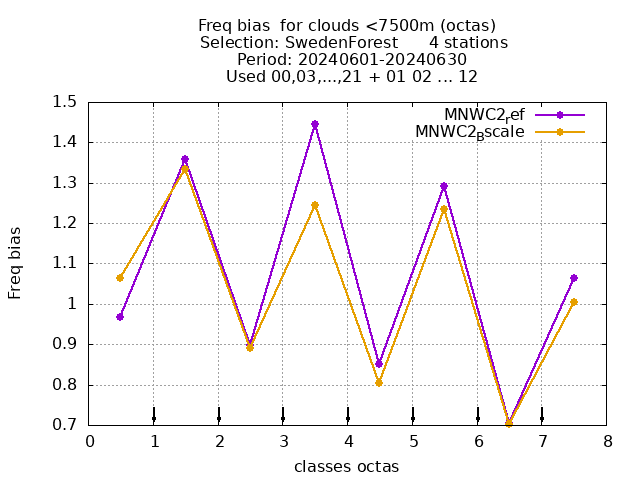 Freq bias  for clouds <7500m (octas)
Selection: SwedenForest      4 stations
Period: 20240601-20240630
Used 00,03,...,21 + 01 02 ... 12
MNWC2ref
MNWC2Bscale
1.5
1.4
1.3
1.2
1.1
1
0.9
0.8
0.7
Freq bias
0 1 2 3 4 5 6 7 8
classes octas